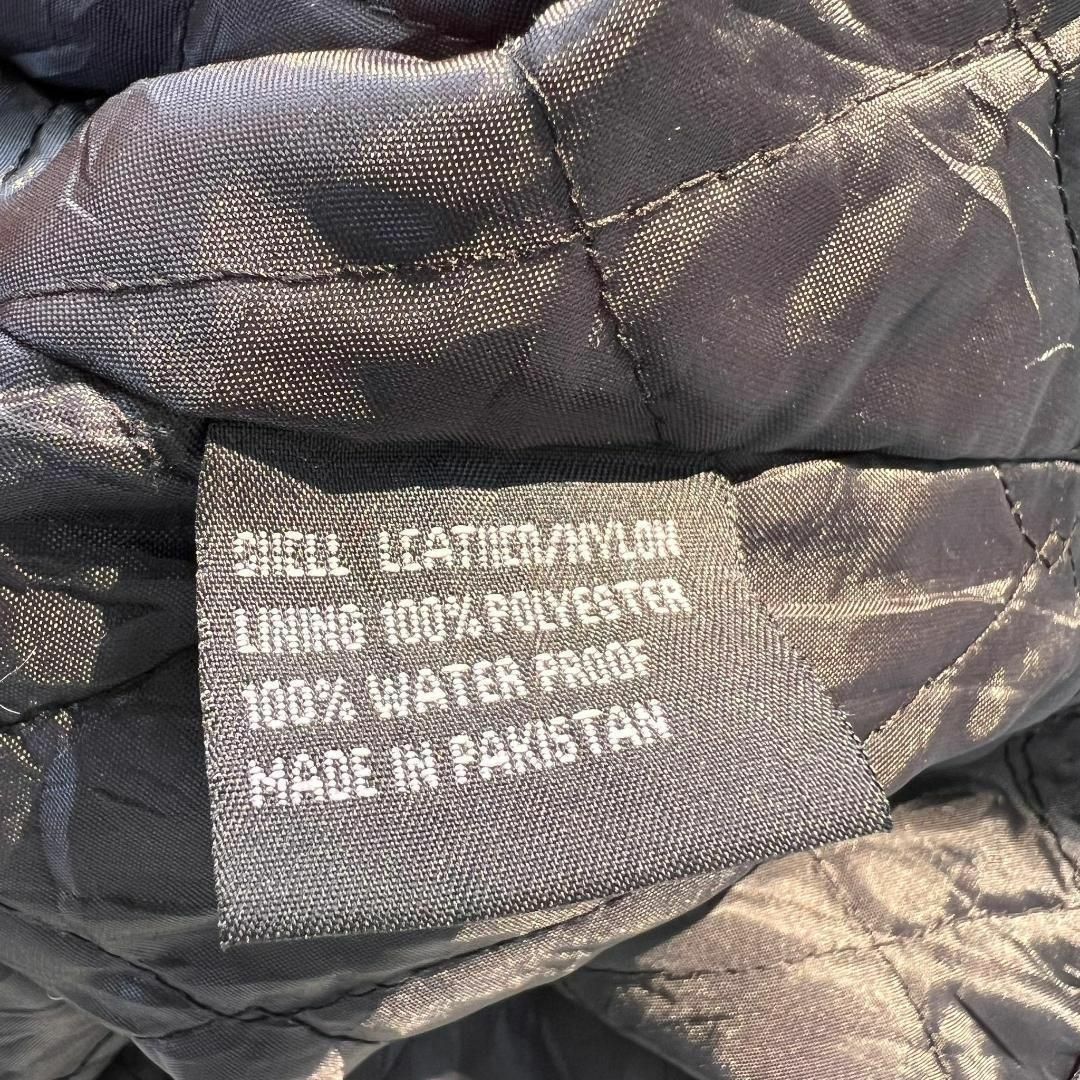 SHELL LEATHER/NYLON
LINING 100% POLYESTER
100% WATER PROOF
MADE IN PAKISTAN